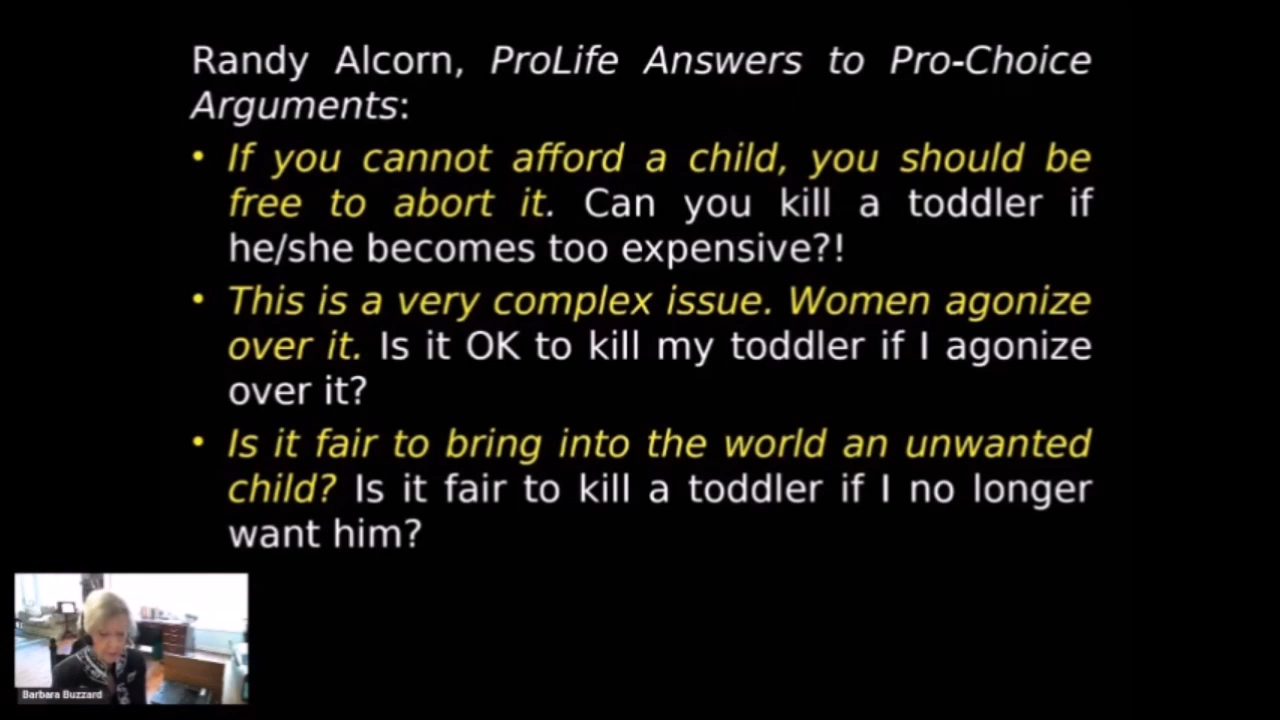 Randy Alcorn, ProLife Answers to Pro-Choice
Arguments:
• If you cannot afford a child, you should be
free to abort it. Can you kill a toddler if
he/she becomes too expensive?!
• This is a very complex issue. Women agonize
over it. Is it OK to kill my toddler if I agonize
over it?
• Is it fair to bring into the world an unwanted
child? Is it fair to kill a toddler if I no longer
want him?
Barbara Buzzard